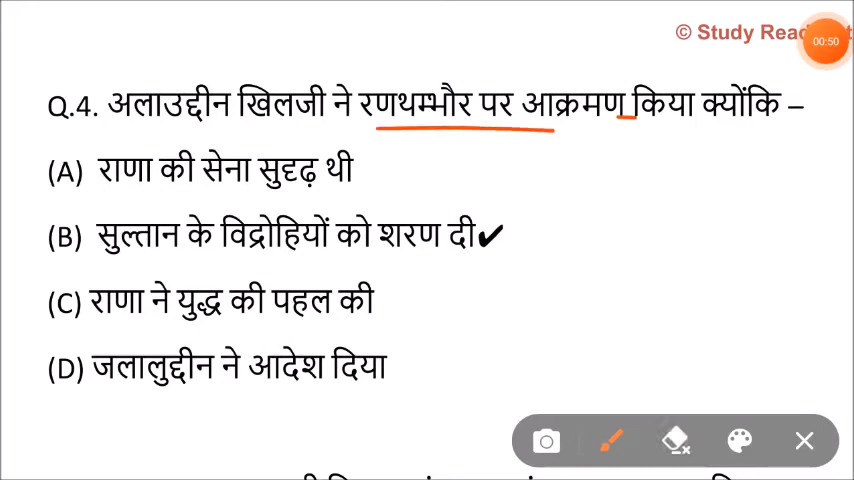 © Study Read
00:50
Q.4. अलाउद्दीन खिलजी ने रणथम्भौर पर आक्रमण किया क्योंकि –
(A) राणा की सेना सुदृढ़ थी
(B) सुल्तान के विद्रोहियों को शरण दी✔
(C) राणा ने युद्ध की पहल की
(D) जलालुद्दीन ने आदेश दिया